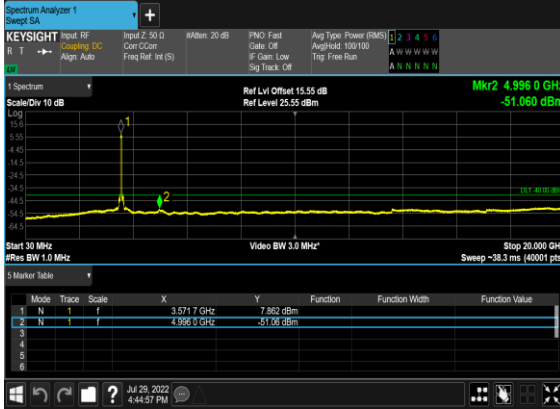 Spectrum Analyzer 1
Swept SA
+
KEYSIGHT Input: RF Input Z: 50 Ω #Atten: 20 dB PNO: Fast Avg Type: Power (RMS) 1 2 3 4 5 6
R T Coupling: DC Corr CCorr Gate: Off Avg|Hold: 100/100 A W W W W W
Align: Auto Freq Ref: Int (S) IF Gain: Low Trig: Free Run
Sig Track: Off A N N N N N
1 Spectrum
Scale/Div 10 dB Ref Lvl Offset 15.55 dB Mkr2 4.996 0 GHz
Ref Level 25.55 dBm -51.060 dBm
Log
15.6
5.55
-4.45
-14.5
-24.5
-34.5
-44.5
-54.5
-64.5
1
2
DL1 -40.00 dBm
Start 30 MHz Video BW 3.0 MHz* Stop 20.000 GHz
#Res BW 1.0 MHz Sweep ~38.3 ms (40001 pts)
5 Marker Table
Mode Trace Scale X Y Function Function Width Function Value
1 N 1 f 3.571 7 GHz 7.862 dBm
2 N 1 f 4.996 0 GHz -51.06 dBm
3
4
5
6
? Jul 29, 2022
4:44:57 PM